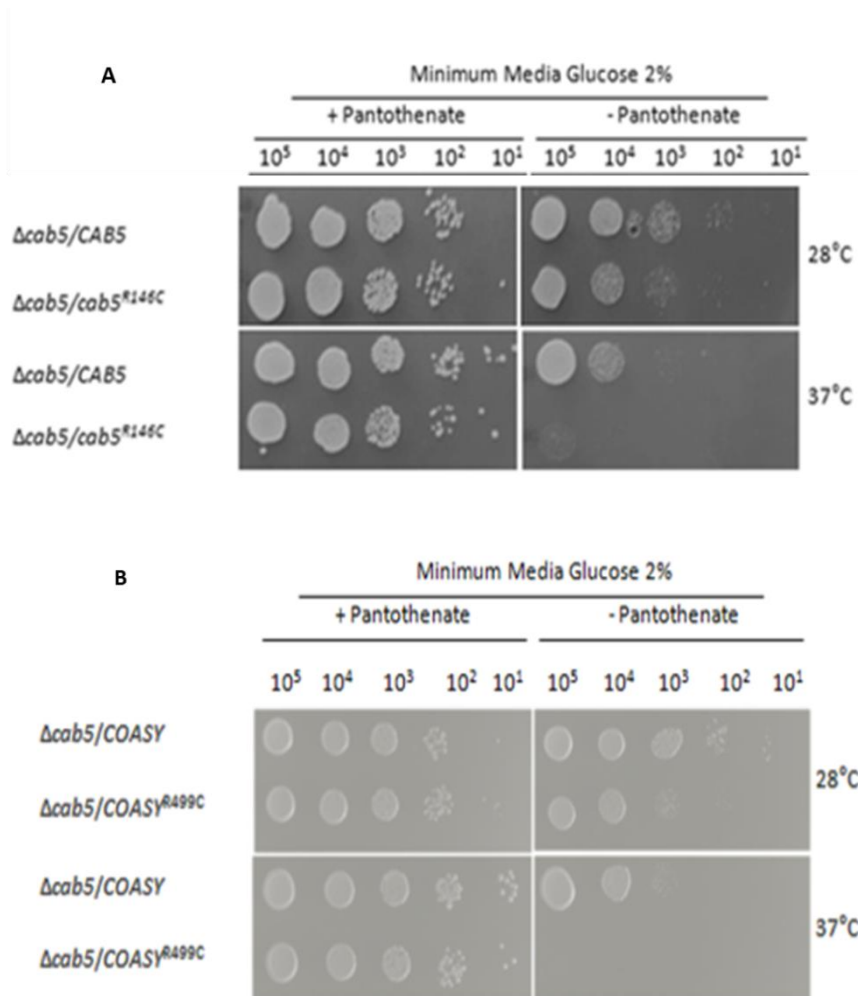 A
Minimum Media Glucose 2%
+ Pantothenate - Pantothenate
10⁵ 10⁴ 10³ 10² 10¹ 10⁵ 10⁴ 10³ 10² 10¹
Δcab5/CAB5
28°C
Δcab5/cab5ᴿ¹⁴⁶ᶜ
Δcab5/CAB5
37°C
Δcab5/cab5ᴿ¹⁴⁶ᶜ
B
Minimum Media Glucose 2%
+ Pantothenate - Pantothenate
10⁵ 10⁴ 10³ 10² 10¹ 10⁵ 10⁴ 10³ 10² 10¹
Δcab5/COASY
28°C
Δcab5/COASYᴿ⁴⁹⁹ᶜ
Δcab5/COASY
37°C
Δcab5/COASYᴿ⁴⁹⁹ᶜ